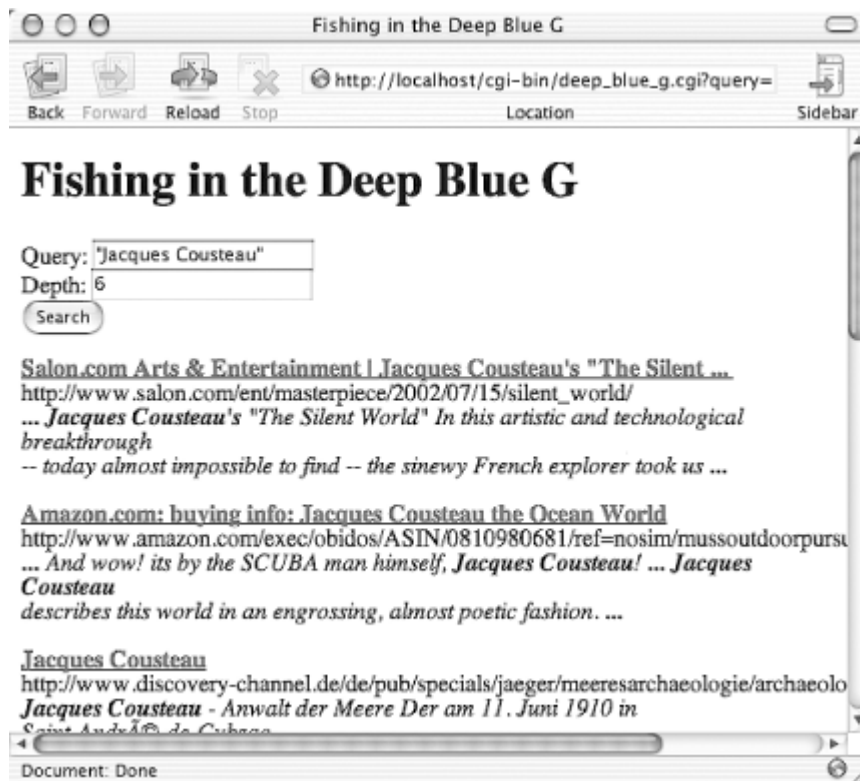 Fishing in the Deep Blue G
http://localhost/cgi-bin/deep_blue_g.cgi?query=
Back Forward Reload Stop Location Sidebar
Fishing in the Deep Blue G
Query: "Jacques Cousteau"
Depth: 6
Search
Salon.com Arts & Entertainment | Jacques Cousteau's "The Silent ...
http://www.salon.com/ent/masterpiece/2002/07/15/silent_world/
... Jacques Cousteau's "The Silent World" In this artistic and technological
breakthrough
-- today almost impossible to find -- the sinewy French explorer took us ...
Amazon.com: buying info: Jacques Cousteau the Ocean World
http://www.amazon.com/exec/obidos/ASIN/0810980681/ref=nosim/mussoutdoorpursu
... And wow! its by the SCUBA man himself, Jacques Cousteau! ... Jacques
Cousteau
describes this world in an engrossing, almost poetic fashion. ...
Jacques Cousteau
http://www.discovery-channel.de/de/pub/specials/jaeger/meeresarchaeologie/archaeolo
Jacques Cousteau - Anwalt der Meere Der am 11. Juni 1910 in
Saint AndrÃ© de Cubzac
Document: Done